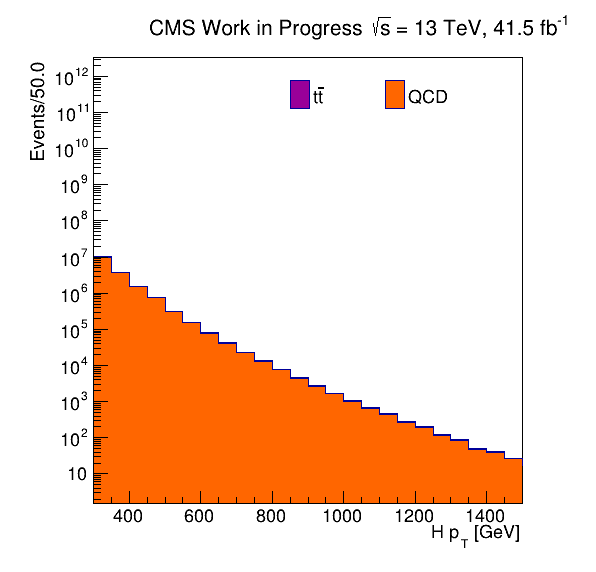 CMS Work in Progress √s = 13 TeV, 41.5 fb⁻¹
Events/50.0
tt̄
QCD
10¹²
10¹¹
10¹⁰
10⁹
10⁸
10⁷
10⁶
10⁵
10⁴
10³
10²
10
400 600 800 1000 1200 1400
H p_T [GeV]